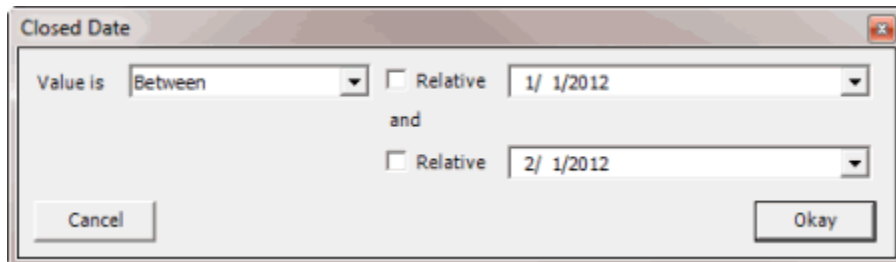 Closed Date
Value is Between Relative 1/ 1/2012
and
Relative 2/ 1/2012
Cancel Okay